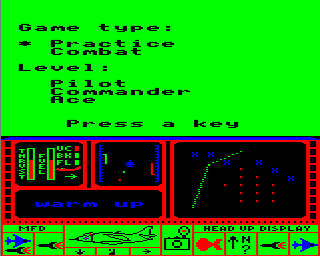 Game type:
* Practice
Combat
Level:
Pilot
Commander
Ace
Press a key
THRUST
FUEL
VC
BK
FL
warm up
MFD
HEAD UP DISPLAY
N
?